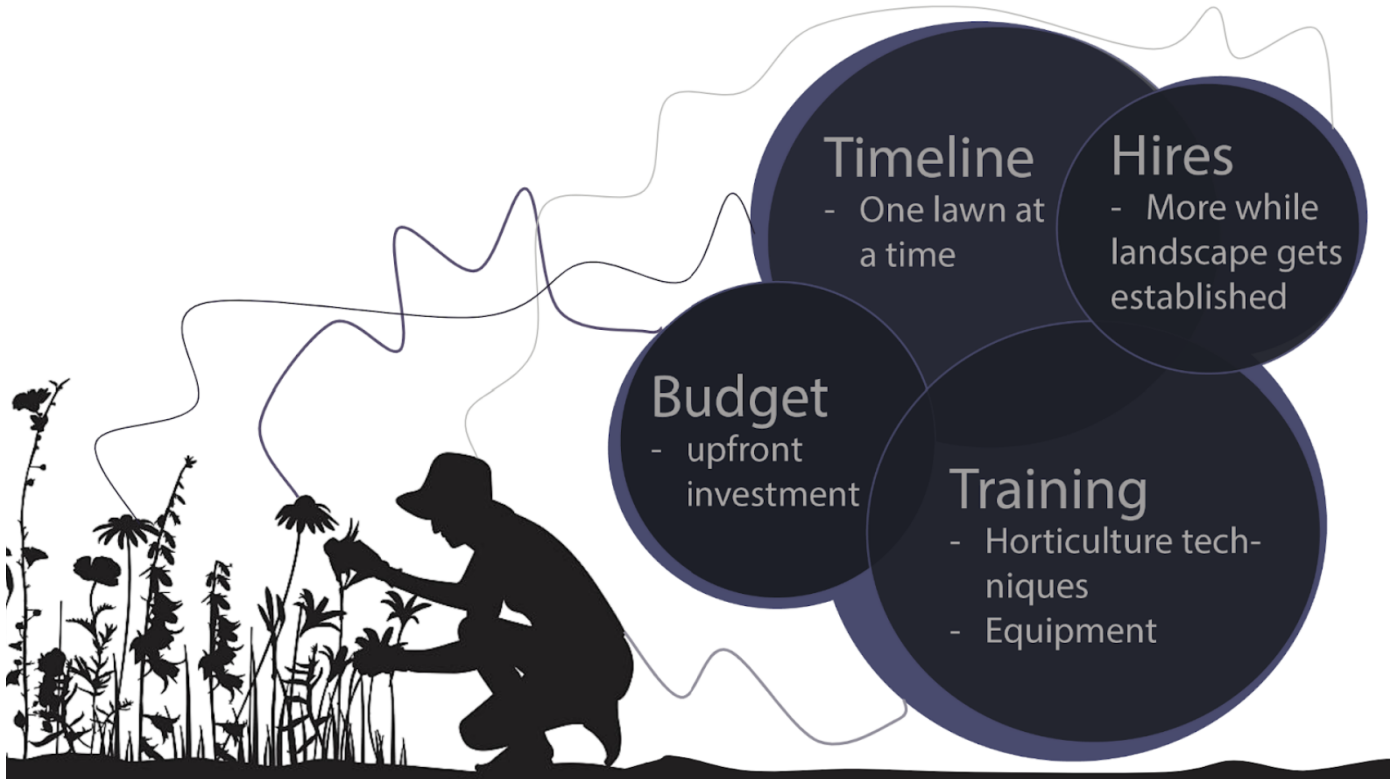 Timeline
- One lawn at
a time
Hires
- More while
landscape gets
established
Budget
- upfront
investment
Training
- Horticulture tech-
niques
- Equipment